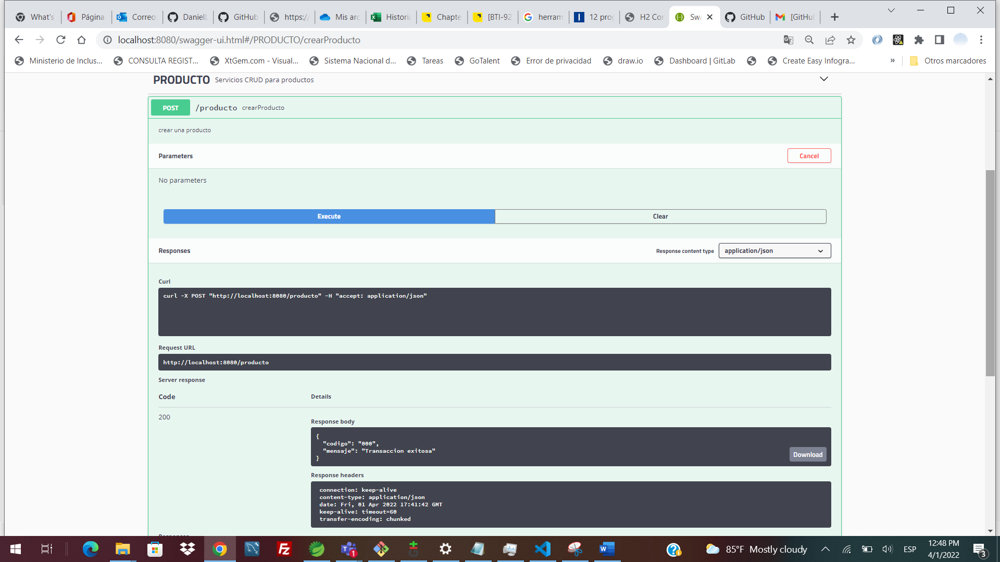 What's
Página
Correo
Daniell
GitHub
https:/
Mis arc
Historia
Chapte
[BTI-92
herram
12 prog
H2 Cor
Swa
GitHub
[GitHul
localhost:8080/swagger-ui.html#/PRODUCTO/crearProducto
Ministerio de Inclus...
CONSULTA REGIST...
XtGem.com - Visual...
Sistema Nacional d...
Tareas
GoTalent
Error de privacidad
draw.io
Dashboard | GitLab
Create Easy Infogra...
»
Otros marcadores
PRODUCTO Servicios CRUD para productos
POST /producto crearProducto
crear una producto
Parameters
Cancel
No parameters
Execute
Clear
Responses
Response content type
application/json
Curl
curl -X POST "http://localhost:8080/producto" -H "accept: application/json"
Request URL
http://localhost:8080/producto
Server response
Code
Details
200
Response body
{
"codigo": "000",
"mensaje": "Transaccion exitosa"
}
Download
Response headers
connection: keep-alive
content-type: application/json
date: Fri, 01 Apr 2022 17:41:42 GMT
keep-alive: timeout=60
transfer-encoding: chunked
Responses
85°F Mostly cloudy
ESP
12:48 PM
4/1/2022
3
1